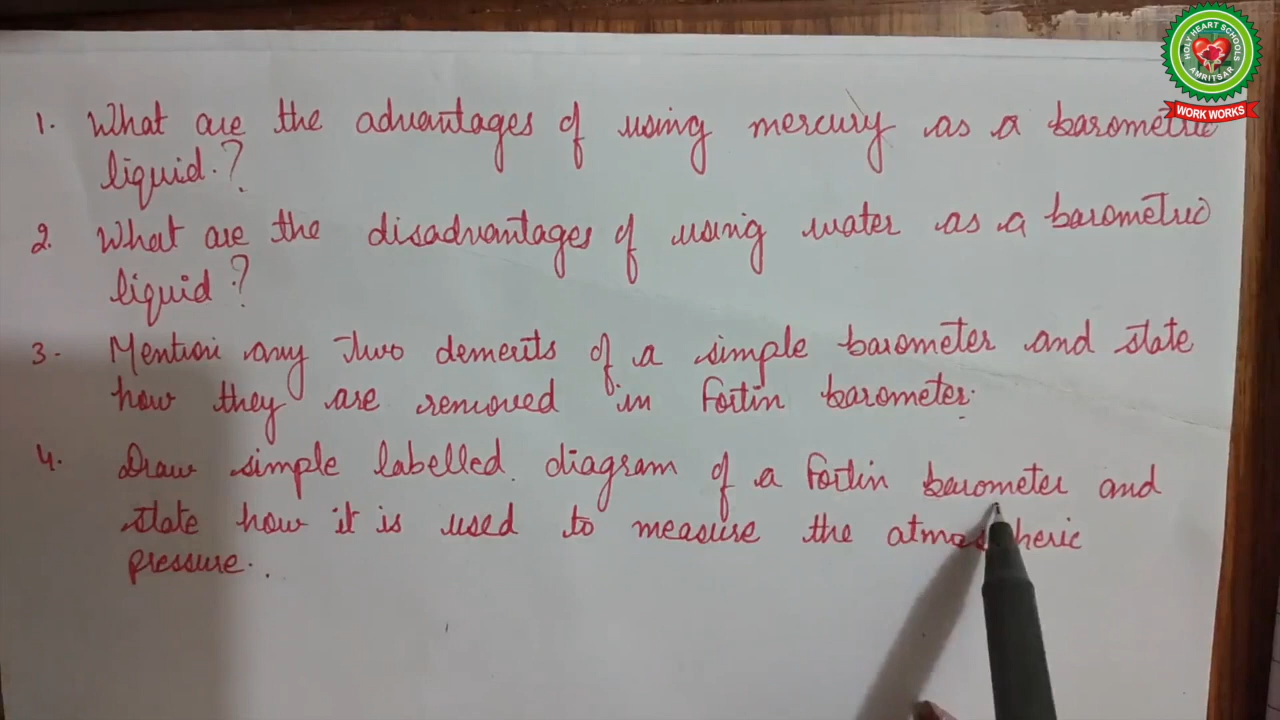 HOLY HEART SCHOOLS
AMRITSAR
WORK WORKS
1. What are the advantages of using mercury as a barometric
liquid.?
2. What are the disadvantages of using water as a barometric
liquid?
3- Mention any two demerits of a simple barometer and state
how they are removed in Fortin barometer.
4. Draw simple labelled diagram of a Fortin barometer and
state how it is used to measure the atmospheric
pressure..